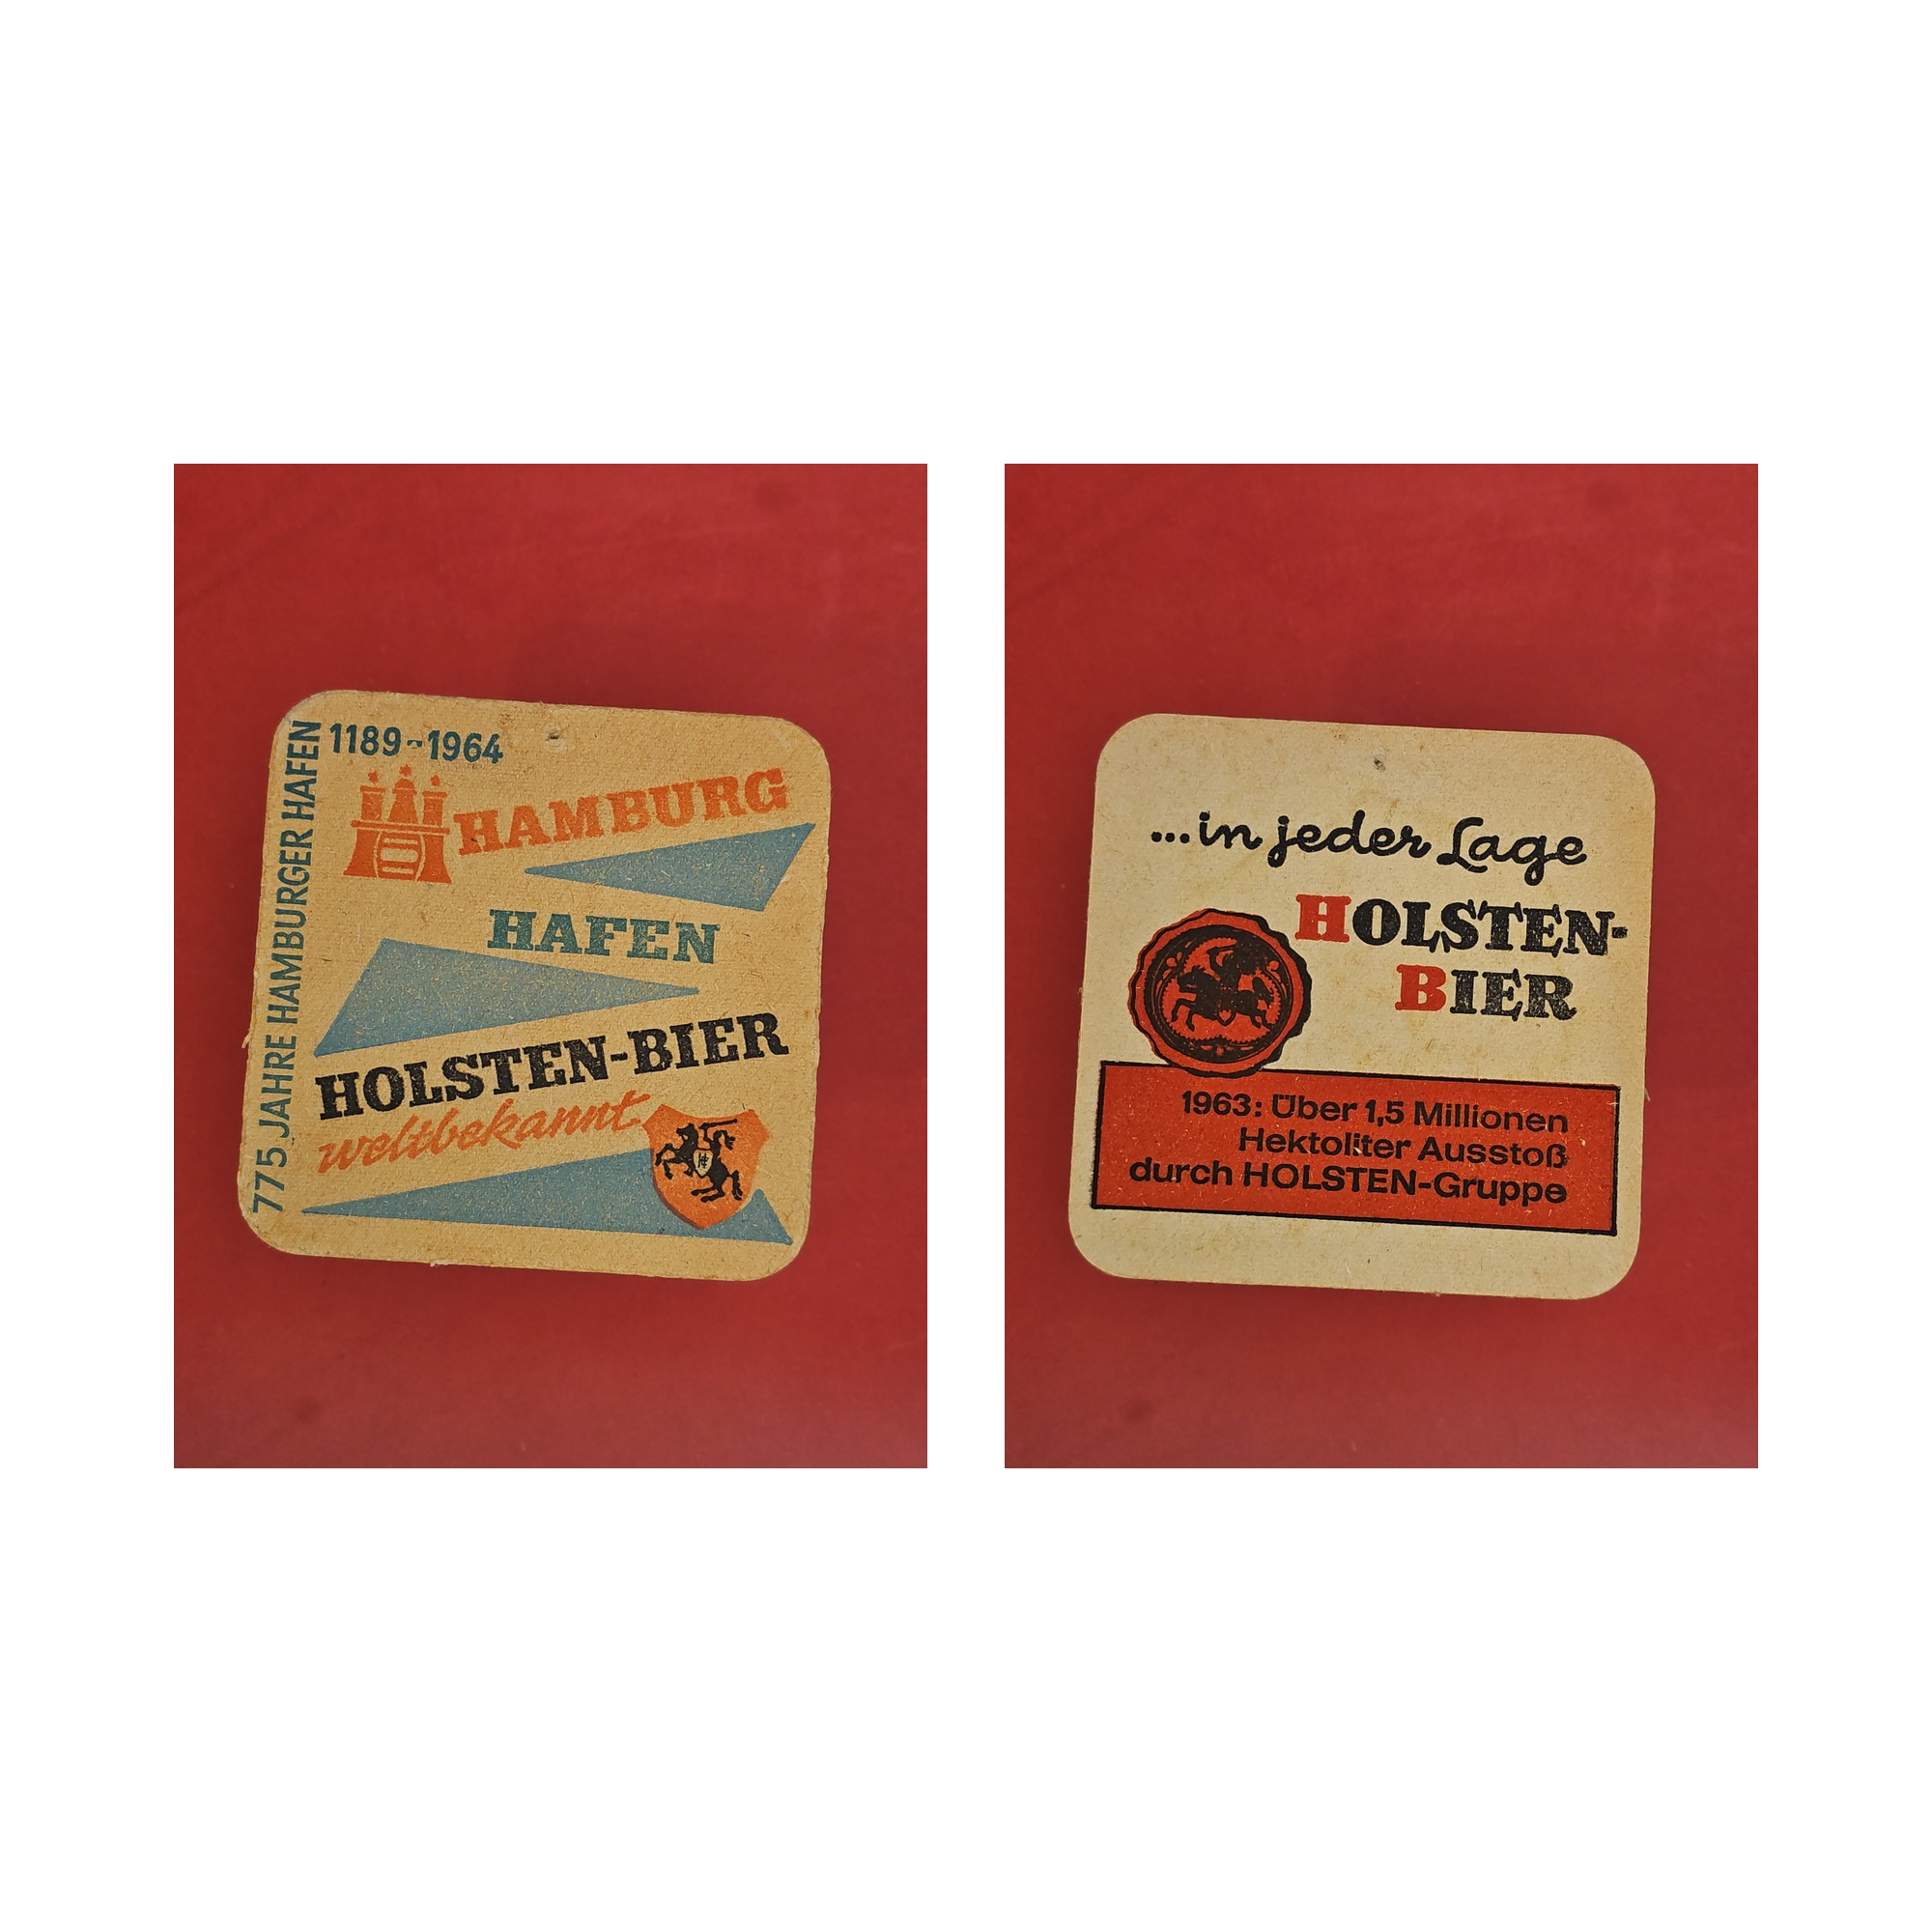 775 JAHRE HAMBURGER HAFEN
1189-1964
HAMBURG
HAFEN
HOLSTEN-BIER
weltbekannt
...in jeder Lage
HOLSTEN-
BIER
1963: Über 1,5 Millionen
Hektoliter Ausstoß
durch HOLSTEN-Gruppe